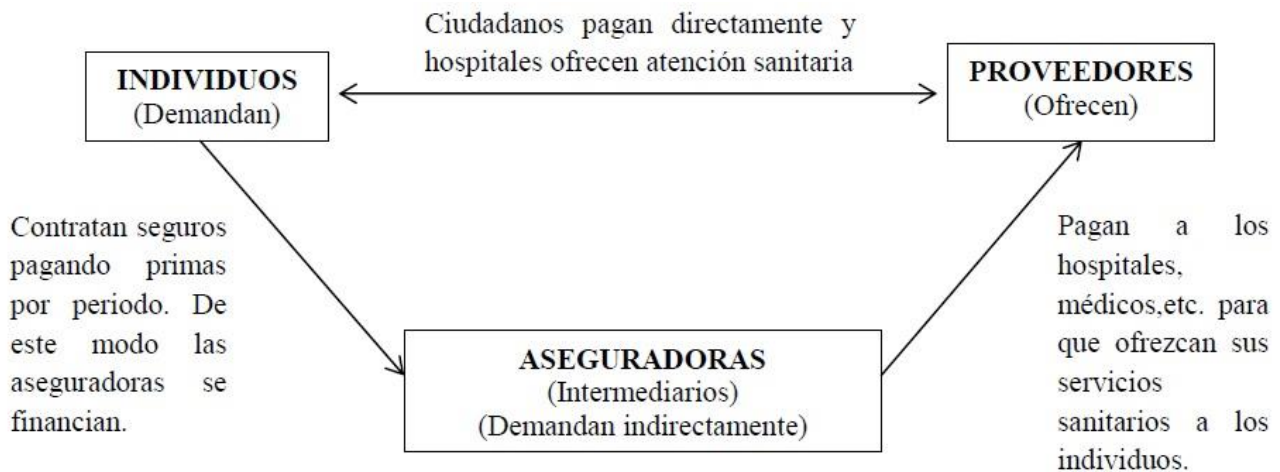 Ciudadanos pagan directamente y
hospitales ofrecen atención sanitaria
INDIVIDUOS
(Demandan)
PROVEEDORES
(Ofrecen)
Contratan seguros
pagando primas
por periodo. De
este modo las
aseguradoras se
financian.
ASEGURADORAS
(Intermediarios)
(Demandan indirectamente)
Pagan a los
hospitales,
médicos,etc. para
que ofrezcan sus
servicios
sanitarios a los
individuos.